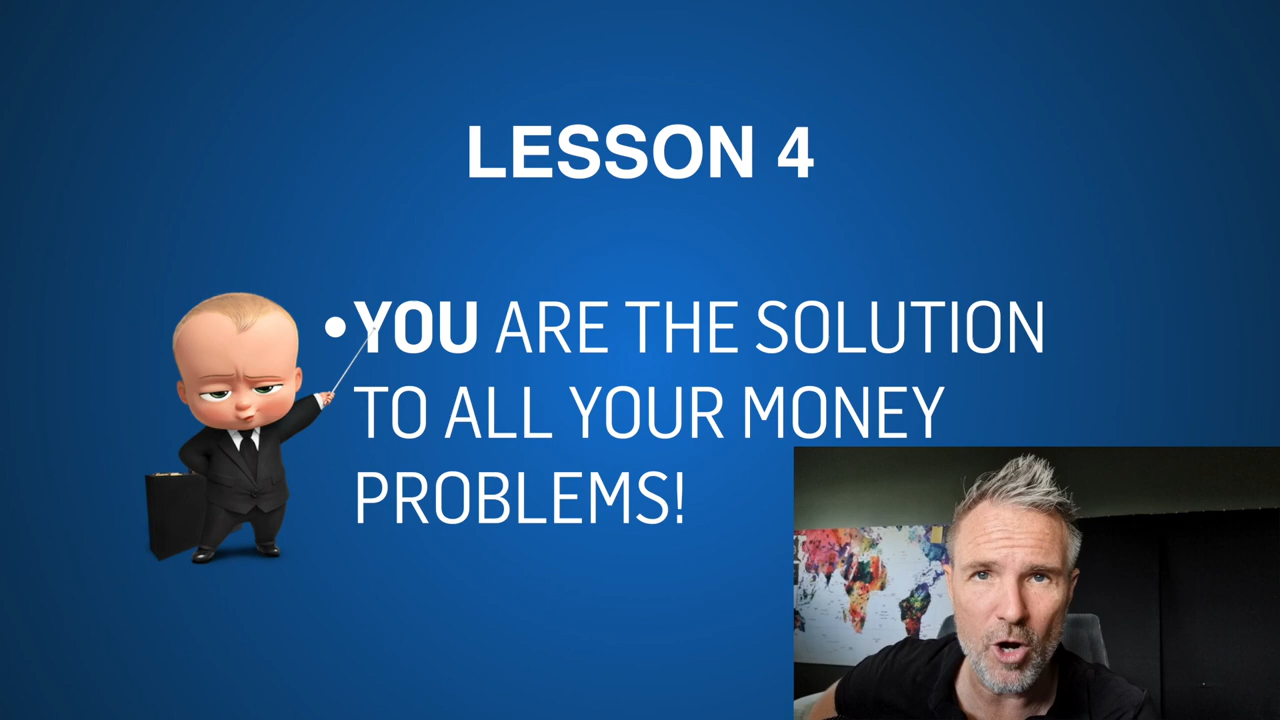 LESSON 4
•YOU ARE THE SOLUTION
TO ALL YOUR MONEY
PROBLEMS!